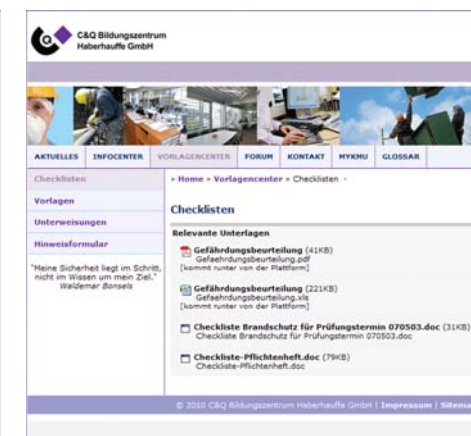 C&Q Bildungszentrum
Haberhauffe GmbH
AKTUELLES INFOCENTER VORLAGENCENTER FORUM KONTAKT MYKMU GLOSSAR
Checklisten
Vorlagen
Unterweisungen
Hinweisformular
"Meine Sicherheit liegt im Schritt,
nicht im Wissen um mein Ziel."
Waldemar Bonsels
» Home » Vorlagencenter » Checklisten
Checklisten
Relevante Unterlagen
Gefährdungsbeurteilung (41KB)
Gefaehrdungsbeurteilung.pdf
[kommt runter von der Plattform]
Gefährdungsbeurteilung (221KB)
Gefaehrdungsbeurteilung.xls
[kommt runter von der Plattform]
Checkliste Brandschutz für Prüfungstermin 070503.doc (31KB)
Checkliste Brandschutz für Prüfungstermin 070503.doc
Checkliste-Pflichtenheft.doc (79KB)
Checkliste-Pflichtenheft.doc
© 2010 C&Q Bildungszentrum Haberhauffe GmbH | Impressum | Sitema